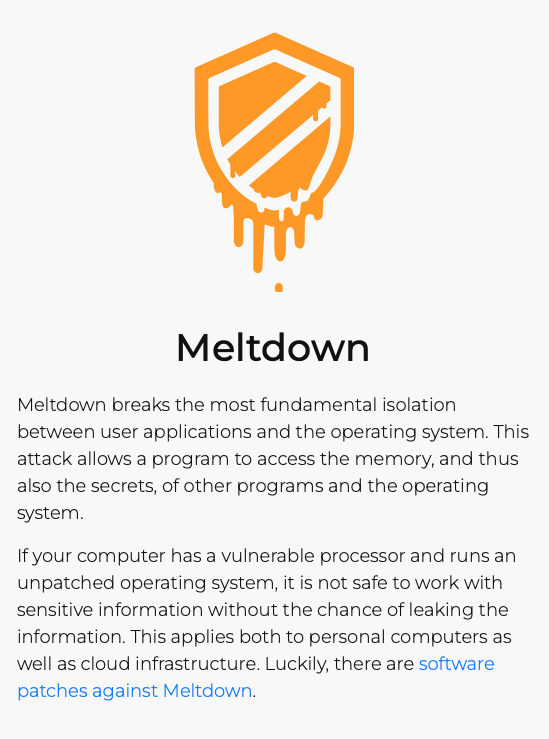 Meltdown
Meltdown breaks the most fundamental isolation
between user applications and the operating system. This
attack allows a program to access the memory, and thus
also the secrets, of other programs and the operating
system.
If your computer has a vulnerable processor and runs an
unpatched operating system, it is not safe to work with
sensitive information without the chance of leaking the
information. This applies both to personal computers as
well as cloud infrastructure. Luckily, there are software
patches against Meltdown.